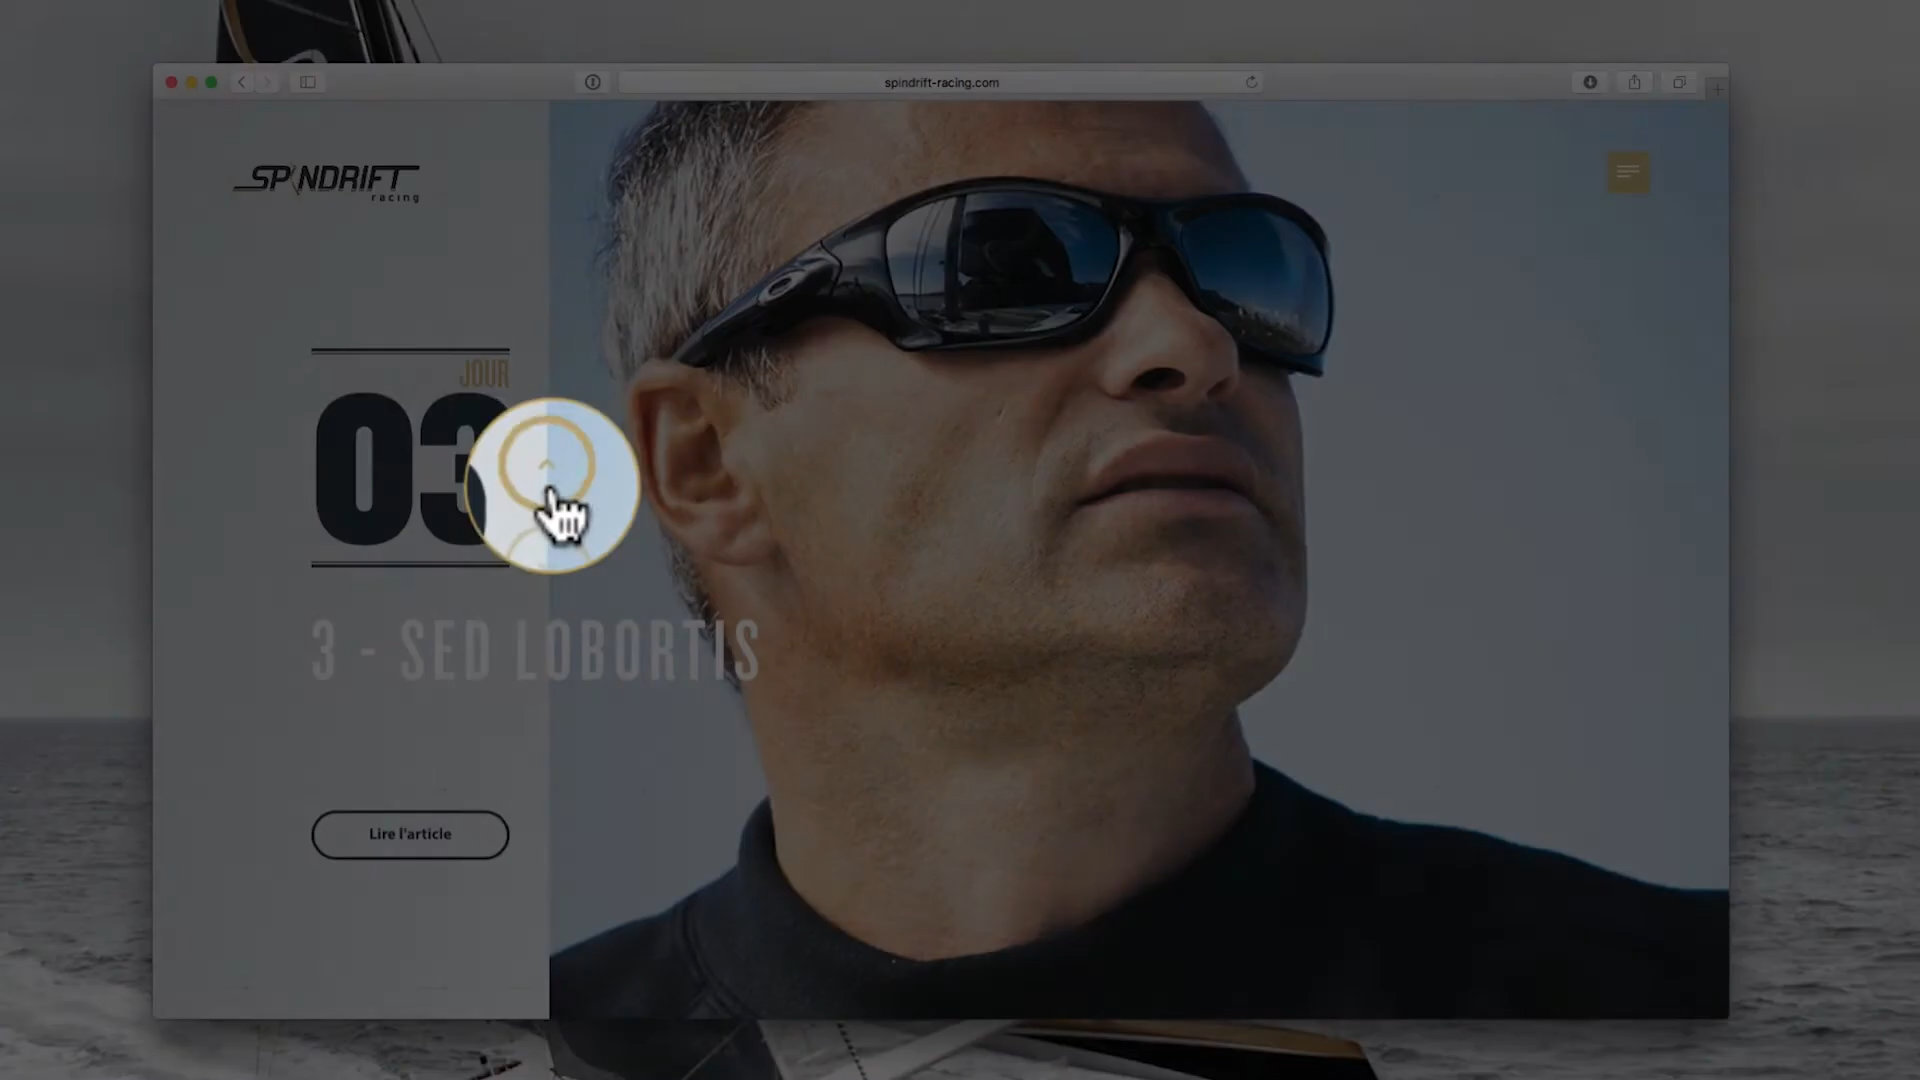 spindrift-racing.com
SPINDRIFT
racing
JOUR
03
3 - SED LOBORTIS
Lire l'article